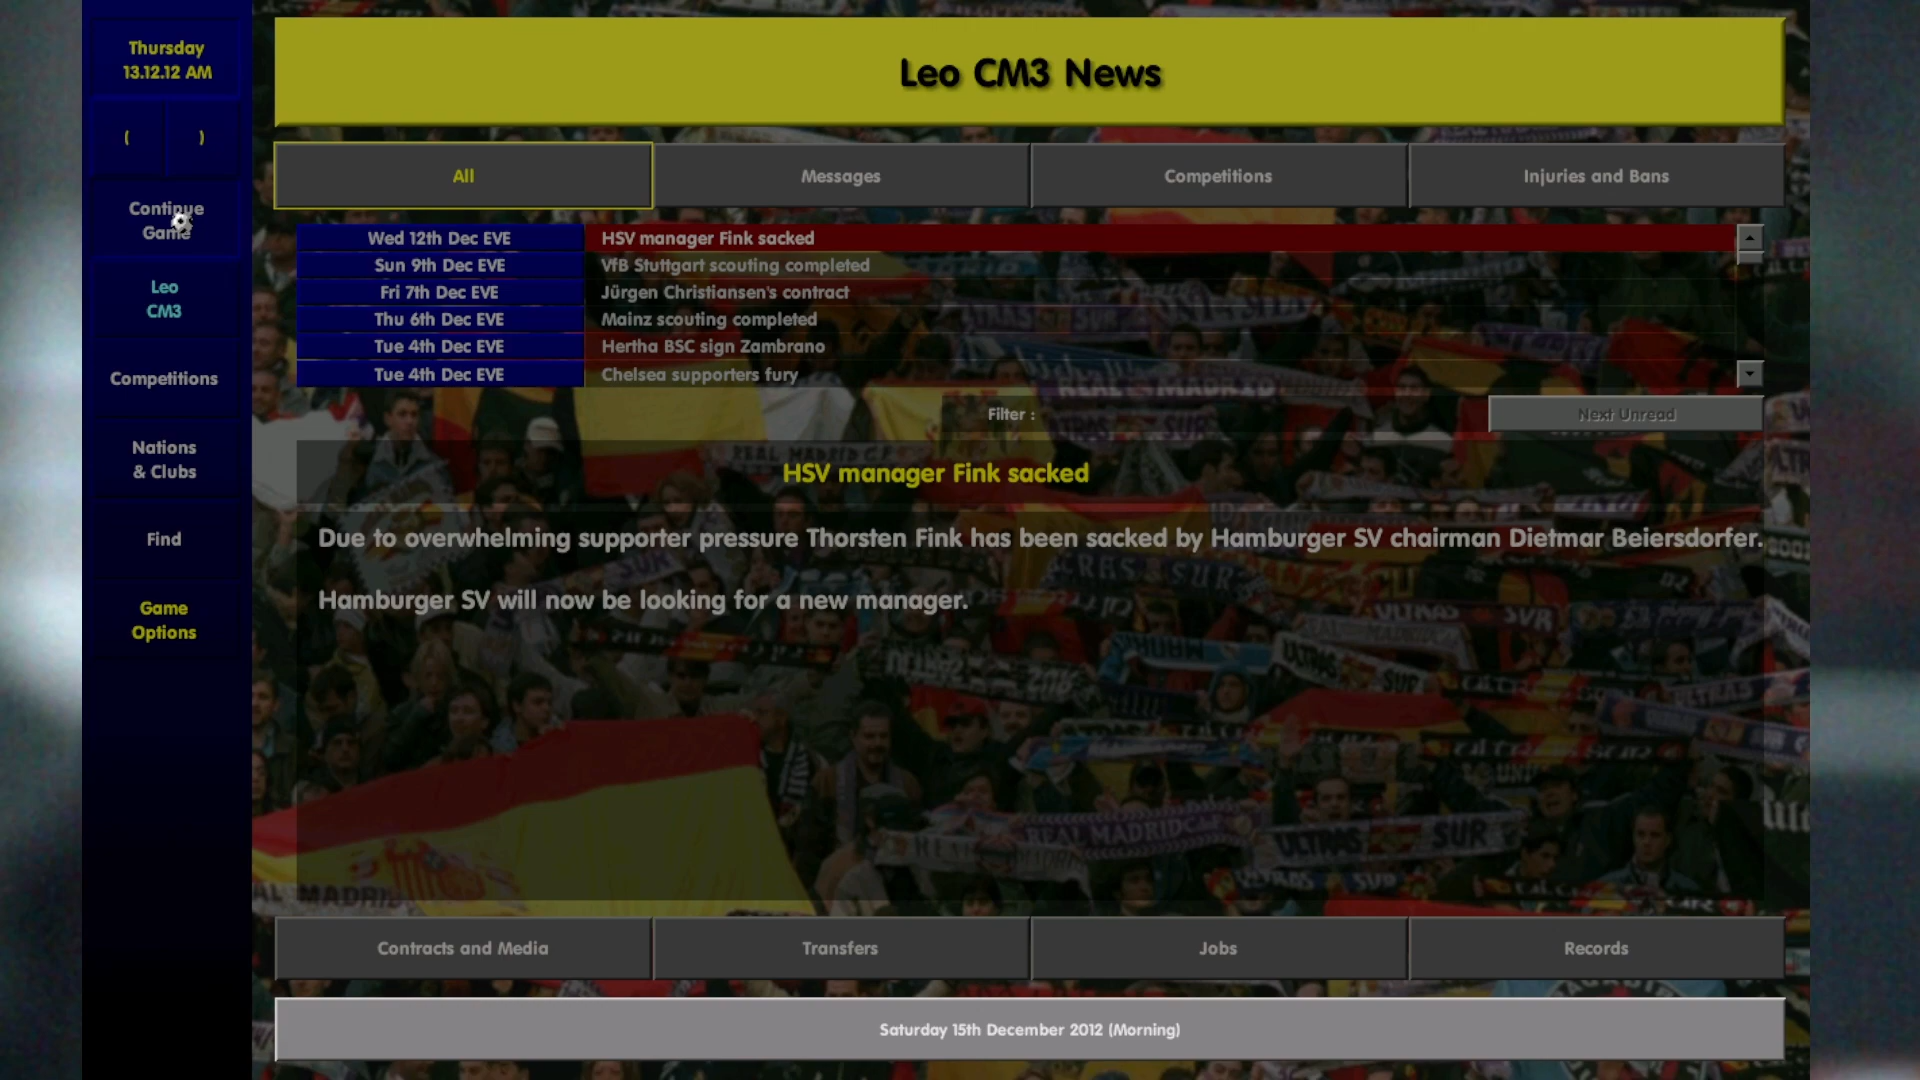 Thursday
13.12.12 AM
(
)
Continue
Game
Leo
CM3
Competitions
Nations
& Clubs
Find
Game
Options
Leo CM3 News
All
Messages
Competitions
Injuries and Bans
Wed 12th Dec EVE HSV manager Fink sacked
Sun 9th Dec EVE VfB Stuttgart scouting completed
Fri 7th Dec EVE Jürgen Christiansen's contract
Thu 6th Dec EVE Mainz scouting completed
Tue 4th Dec EVE Hertha BSC sign Zambrano
Tue 4th Dec EVE Chelsea supporters fury
Filter :
Next Unread
HSV manager Fink sacked
Due to overwhelming supporter pressure Thorsten Fink has been sacked by Hamburger SV chairman Dietmar Beiersdorfer.
Hamburger SV will now be looking for a new manager.
REAL MADRID
ULTRAS SUR
Contracts and Media
Transfers
Jobs
Records
Saturday 15th December 2012 (Morning)